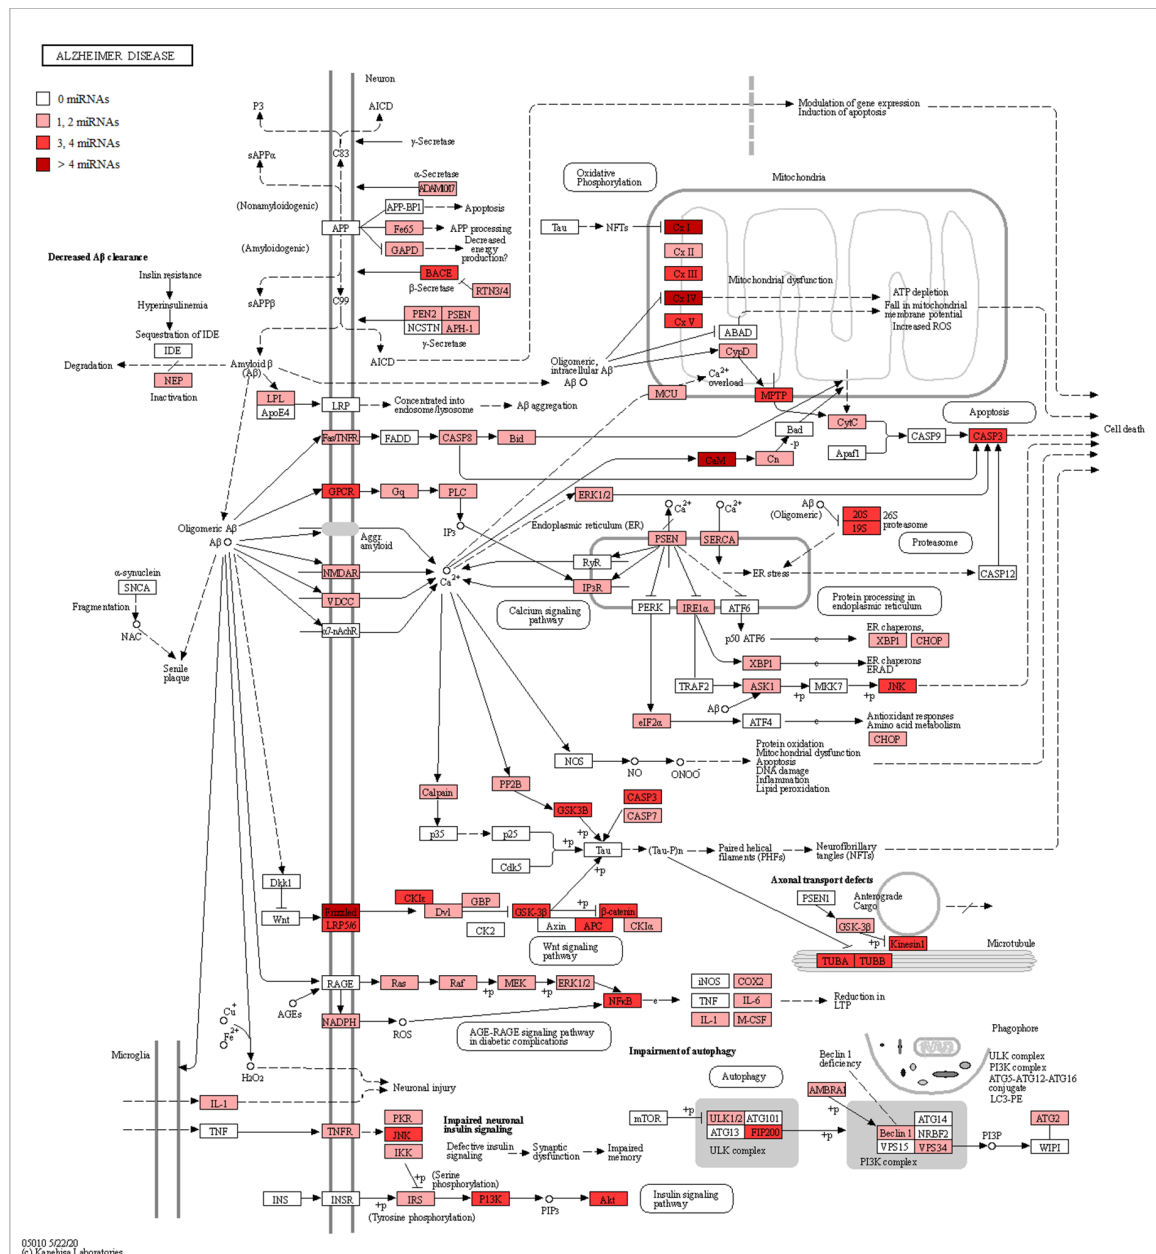 ALZHEIMER DISEASE
0 miRNAs
1, 2 miRNAs
3, 4 miRNAs
> 4 miRNAs
Neuron
P3
AICD
γ-Secretase
C83
sAPPα
α-Secretase
ADAM10/17
(Nonamyloidogenic)
APP-BP1
Apoptosis
APP
Fe65
APP processing
(Amyloidogenic)
GAPD
Decreased
energy
production?
BACE
β-Secretase
RTN3/4
C99
sAPPβ
PEN2
PSEN
NCSTN
APH-1
γ-Secretase
AICD
Decreased Aβ clearance
Inslin resistance
Hyperinsulinemia
Sequestration of IDE
IDE
Degradation
NEP
Inactivation
Amyloid β
(Aβ)
LPL
ApoE4
LRP
Concentrated into
endosome/lysosome
Aβ aggregation
Modulation of gene expression
Induction of apoptosis
Oxidative
Phosphorylation
Mitochondria
Tau
NFTs
Cx I
Cx II
Cx III
Cx IV
Cx V
Mitochondrial dysfunction
ATP depletion
Fall in mitochondrial
membrane potential
Increased ROS
ABAD
CypD
Oligomeric,
intracellular Aβ
Aβ
MCU
Ca2+
overload
MPTP
Apoptosis
Cell death
CytC
Bad
-p
CASP9
CASP3
Apaf1
CaM
Cn
Fas/TNFR
FADD
CASP8
Bid
GPCR
Gq
PLC
IP3
ERK1/2
Oligomeric Aβ
Aβ
Aggr.
amyloid
Endoplasmic reticulum (ER)
Ca2+
Ca2+
Aβ
(Oligomeric)
20S
19S
26S
proteasome
Proteasome
PSEN
SERCA
RyR
ER stress
CASP12
IP3R
Ca2+
NMDAR
VDCC
α7-nAchR
α-synuclein
SNCA
Fragmentation
NAC
Senile
plaque
Calcium signaling
pathway
PERK
IRE1α
ATF6
Protein processing in
endoplasmic reticulum
p50 ATF6
e
ER chaperons,
XBP1
CHOP
XBP1
e
ER chaperons
ERAD
TRAF2
ASK1
+p
MKK7
+p
JNK
Aβ
eIF2α
ATF4
e
Antioxidant responses
Amino acid metabolism
CHOP
NOS
NO
ONOO-
Protein oxidation
Mitochondrial dysfunction
Apoptosis
DNA damage
Inflammation
Lipid peroxidation
Calpain
PP2B
GSK3B
CASP3
CASP7
p35
p25
Cdk5
+p
+p
Tau
+p
(Tau-P)n
Paired helical
filaments (PHFs)
Neurofibrillary
tangles (NFTs)
Dkk1
Wnt
Frizzled
LRP5/6
CKIε
Dvl
GBP
CK2
GSK-3β
Axin
APC
+p
β-catenin
CKIα
Wnt signaling
pathway
Axonal transport defects
PSEN1
Anterograde
Cargo
GSK-3β
+p
Kinesin1
Microtubule
TUBA
TUBB
RAGE
AGEs
Ras
Raf
+p
MEK
+p
ERK1/2
NFκB
e
iNOS
COX2
TNF
IL-6
IL-1
M-CSF
Reduction in
LTP
NADPH
ROS
AGE-RAGE signaling pathway
in diabetic complications
Cu+
Fe2+
H2O2
Microglia
Neuronal injury
IL-1
TNF
TNFR
PKR
JNK
IKK
Impaired neuronal
insulin signaling
Defective insulin
signaling
Synaptic
dysfunction
Impaired
memory
+p
(Serine
phosphorylation)
INS
INSR
+p
IRS
(Tyrosine phosphorylation)
PI3K
PIP3
Akt
Insulin signaling
pathway
Impairment of autophagy
Autophagy
mTOR
+p
ULK1/2
ATG101
ATG13
FIP200
ULK complex
+p
AMBRA1
+p
Beclin 1
deficiency
Phagophore
ULK complex
PI3K complex
ATG5-ATG12-ATG16
conjugate
LC3-PE
ATG14
Beclin 1
NRBF2
VPS15
VPS34
PI3K complex
PI3P
ATG2
WIPI
05010 5/22/20
(c) Kanehisa Laboratories